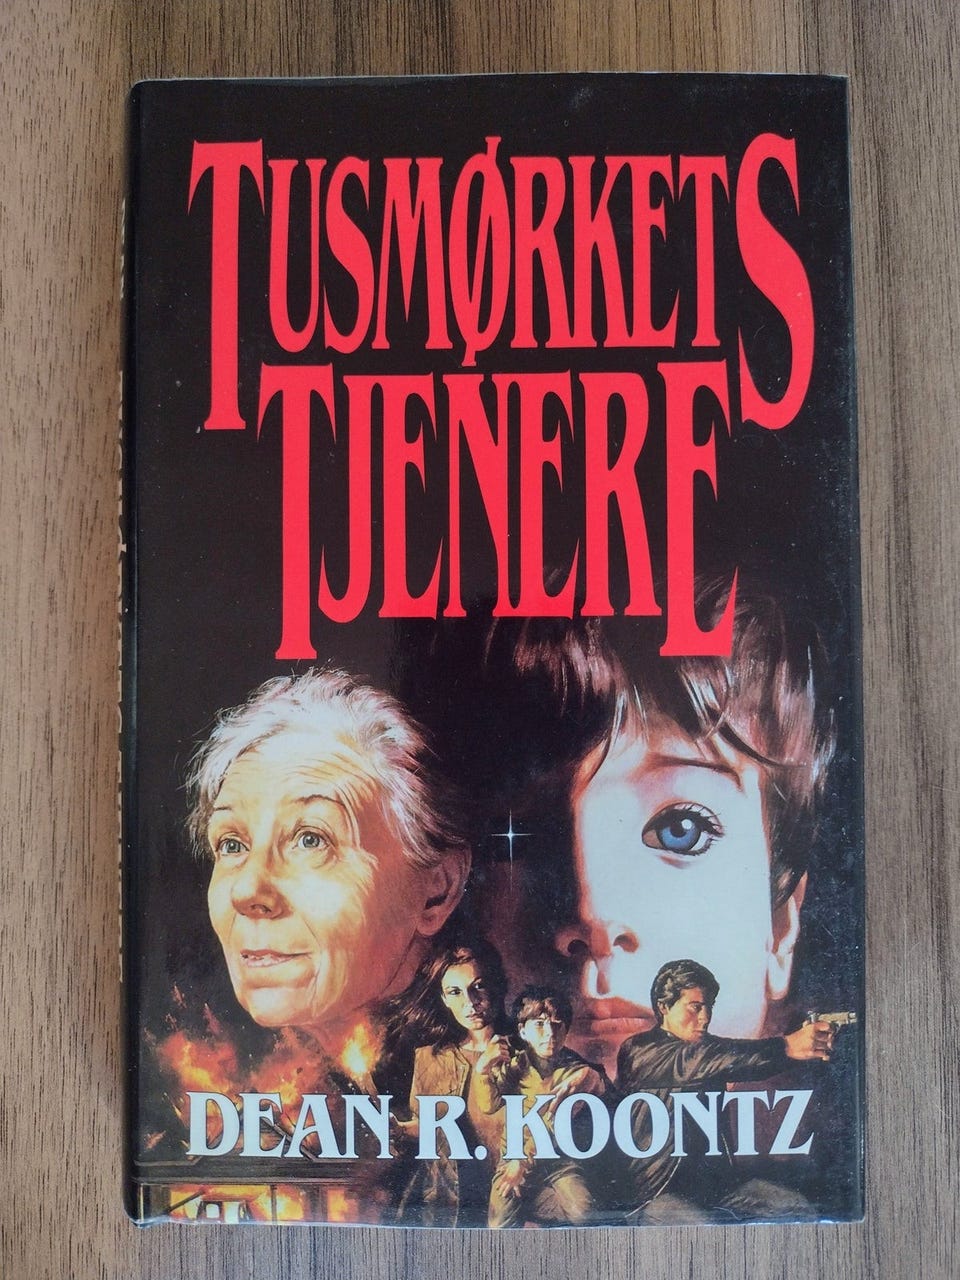 TUSMØRKETS
TJENERE
DEAN R. KOONTZ